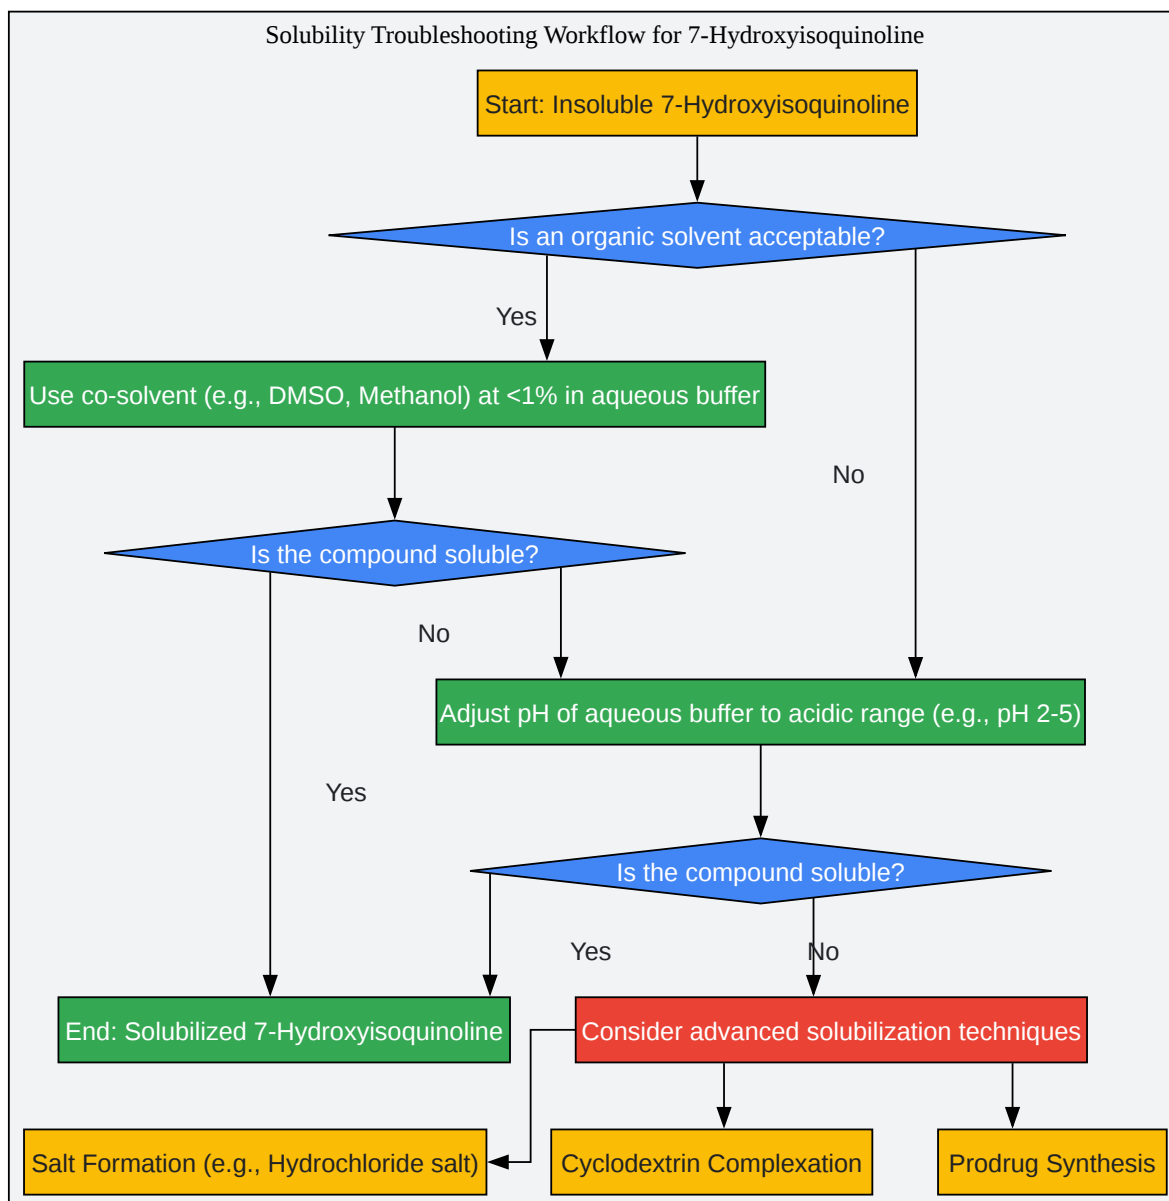 Solubility Troubleshooting Workflow for 7-Hydroxyisoquinoline
Start: Insoluble 7-Hydroxyisoquinoline
Is an organic solvent acceptable?
Yes
Use co-solvent (e.g., DMSO, Methanol) at <1% in aqueous buffer
No
Is the compound soluble?
No
Adjust pH of aqueous buffer to acidic range (e.g., pH 2-5)
Yes
Is the compound soluble?
Yes
No
End: Solubilized 7-Hydroxyisoquinoline
Consider advanced solubilization techniques
Salt Formation (e.g., Hydrochloride salt)
Cyclodextrin Complexation
Prodrug Synthesis